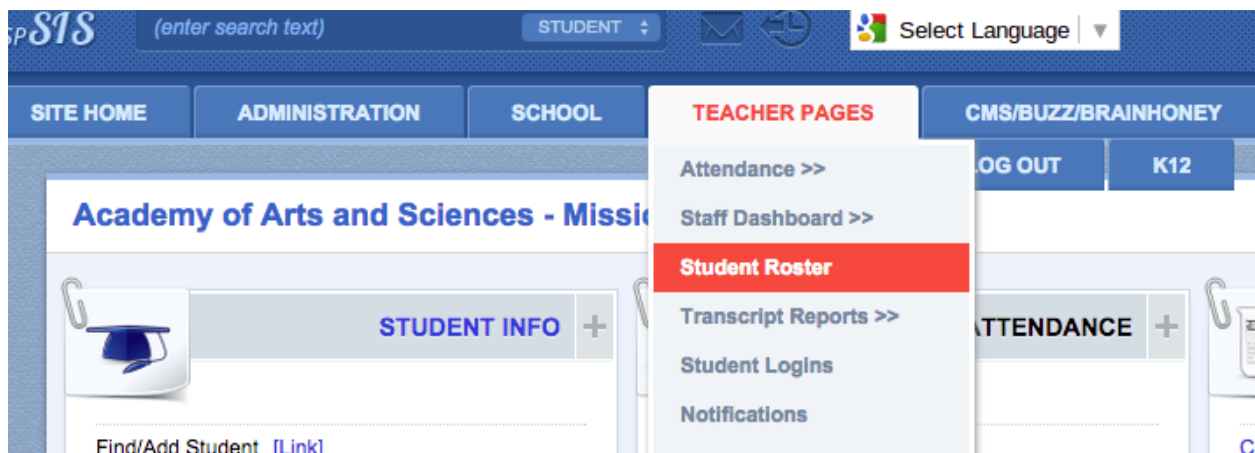 SPSIS (enter search text) STUDENT Select Language
SITE HOME ADMINISTRATION SCHOOL TEACHER PAGES CMS/BUZZ/BRAINHONEY
Attendance >> OG OUT K12
Academy of Arts and Sciences - Missi
Staff Dashboard >>
Student Roster
STUDENT INFO + Transcript Reports >> TTENDANCE +
Student Logins
Notifications
Find/Add Student [Link]